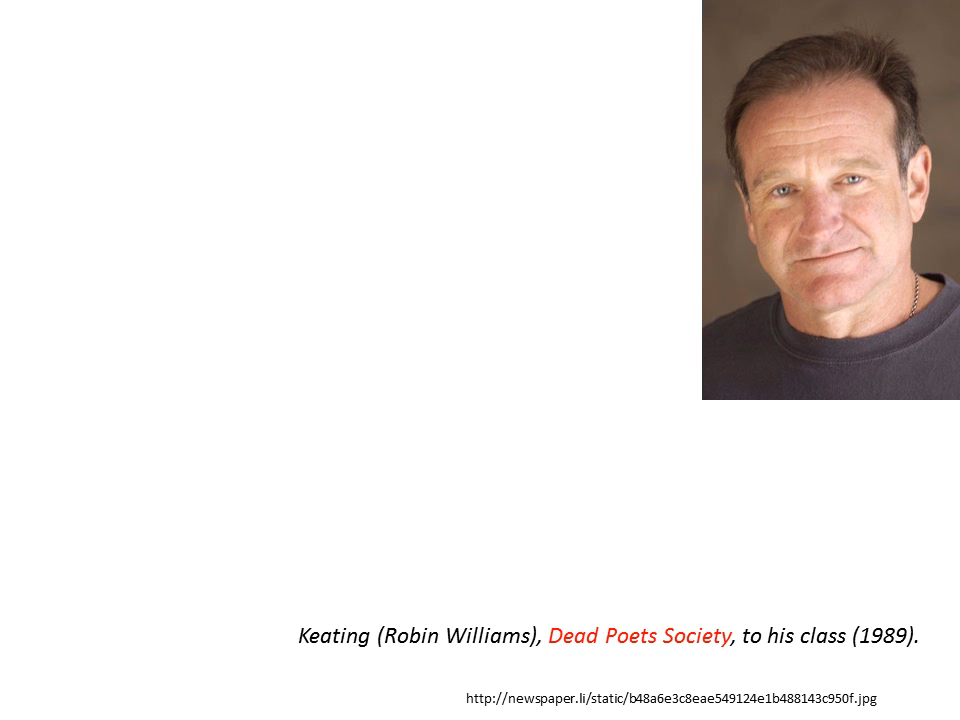 Keating (Robin Williams), Dead Poets Society, to his class (1989).
http://newspaper.li/static/b48a6e3c8eae549124e1b488143c950f.jpg